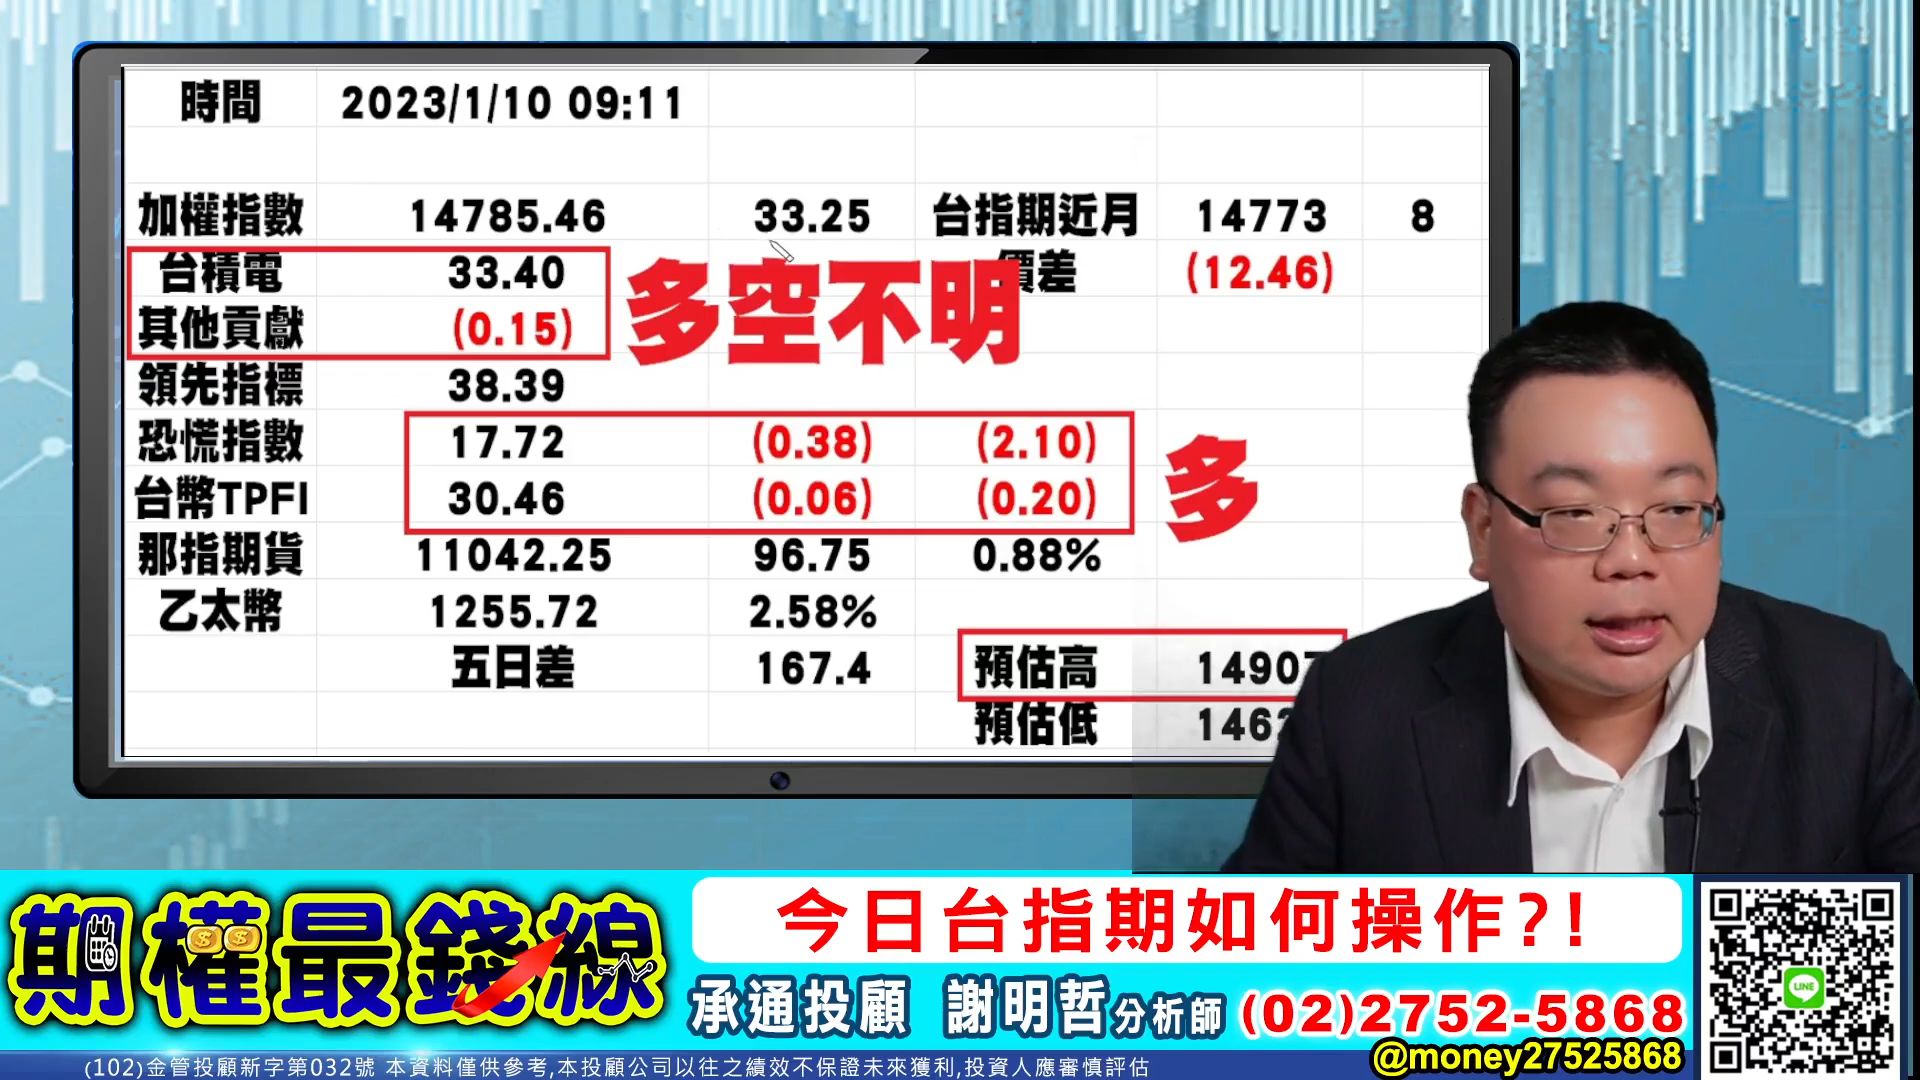 時間 2023/1/10 09:11
加權指數 14785.46 33.25 台指期近月 14773 8
台積電 33.40 價差 (12.46)
其他貢獻 (0.15)
多空不明
領先指標 38.39
恐慌指數 17.72 (0.38) (2.10)
台幣TPFI 30.46 (0.06) (0.20)
多
那指期貨 11042.25 96.75 0.88%
乙太幣 1255.72 2.58%
五日差 167.4 預估高 1490
預估低 146
期權最錢線
今日台指期如何操作?!
承通投顧 謝明哲分析師 (02)2752-5868
LINE
@money27525868
(102)金管投顧新字第032號 本資料僅供參考,本投顧公司以往之績效不保證未來獲利,投資人應審慎評估